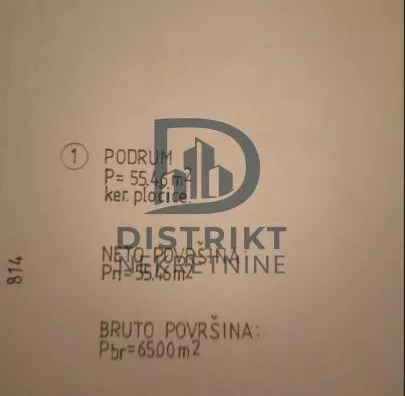 1 PODRUM
P= 55.46 m²
ker. pločice.
DISTRIKT
NEKRETNINE
NETO POVRŠINA:
Pn= 55.46 m²
BRUTO POVRŠINA:
Pbr= 65.00 m²
814